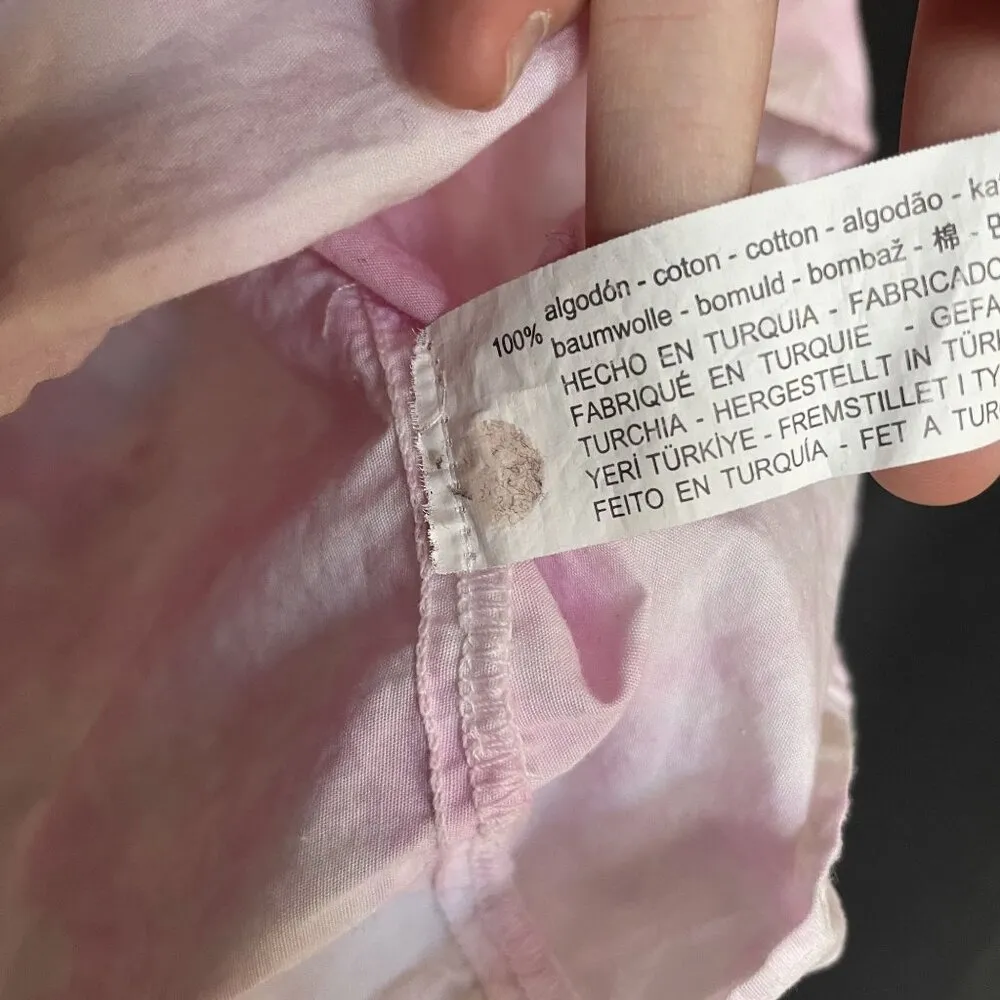 algodón - coton - cotton - algodão -
100% baumwolle - bomuld - bombaž - 棉 -
HECHO EN TURQUIA - FABRICADO
FABRIQUÉ EN TURQUIE - GEFA
TURCHIA - HERGESTELLT IN TÜR
YERİ TÜRKİYE - FREMSTILLET I TY
FEITO EN TURQUÍA - FET A TUR